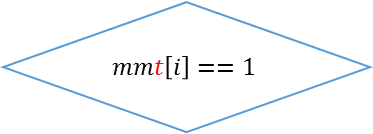 mmt[i] == 1